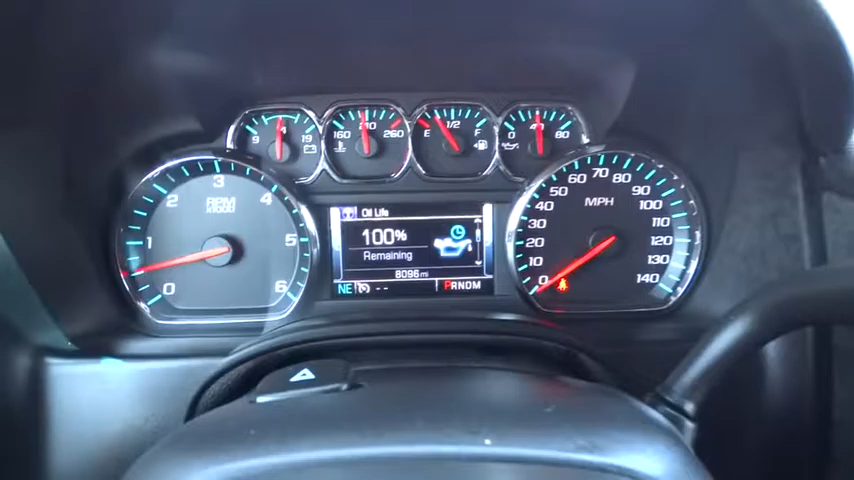 9 14 19
160 210 260
E 1/2 F
0 40 80
0 1 2 3 4 5 6
RPM
x1000
Oil Life
100%
Remaining
8096 mi
NE
--
PRNDM
0 10 20 30 40 50 60 70 80 90 100 110 120 130 140
MPH